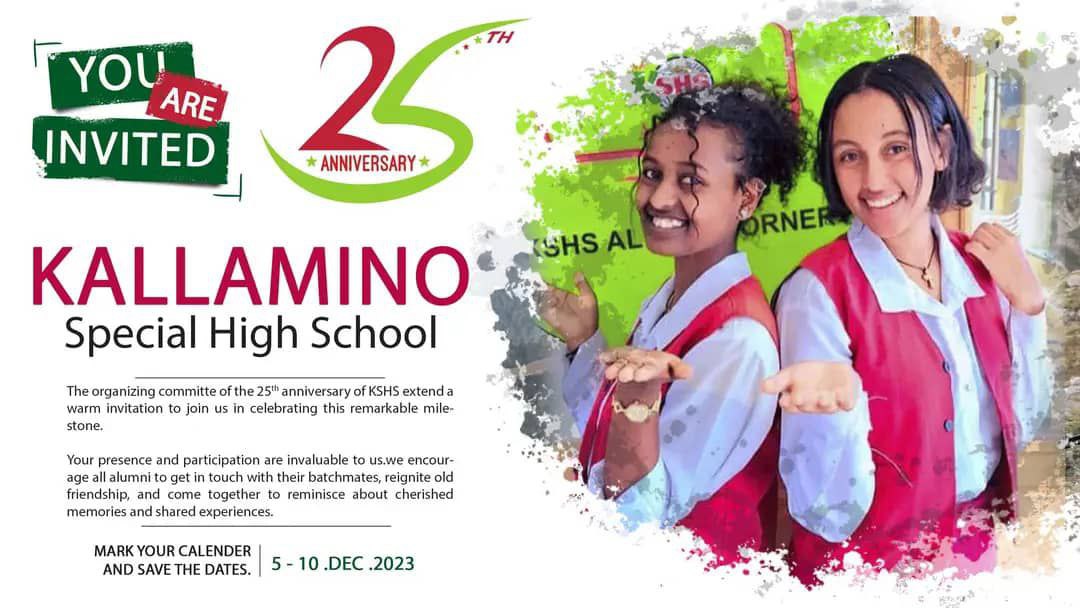 YOU
ARE
INVITED
25TH
ANNIVERSARY
KALLAMINO
Special High School
The organizing committe of the 25th anniversary of KSHS extend a
warm invitation to join us in celebrating this remarkable mile-
stone.
Your presence and participation are invaluable to us.we encour-
age all alumni to get in touch with their batchmates, reignite old
friendship, and come together to reminisce about cherished
memories and shared experiences.
MARK YOUR CALENDER
AND SAVE THE DATES.
5 - 10 .DEC .2023
SHS
KSHS AL ORNER